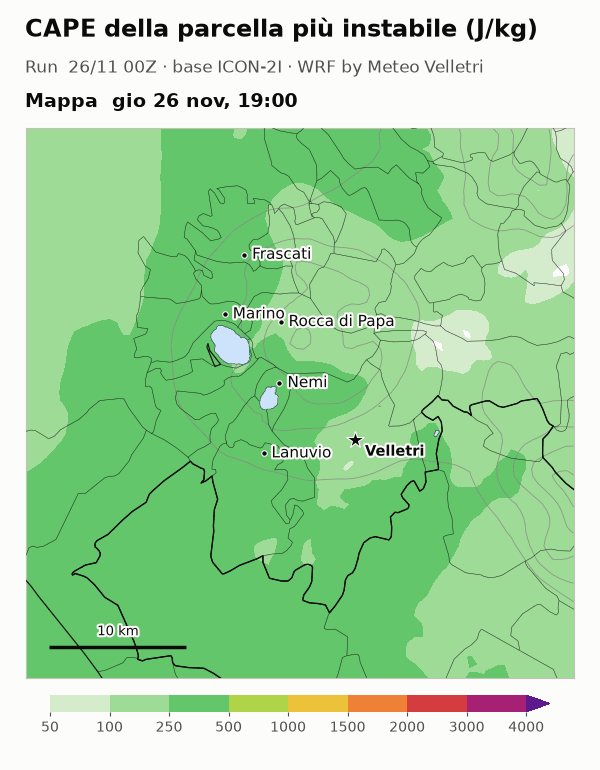 CAPE della parcella più instabile (J/kg)
Run  26/11 00Z · base ICON-2I · WRF by Meteo Velletri
Mappa  gio 26 nov, 19:00
Frascati
Marino
Rocca di Papa
Nemi
Velletri
Lanuvio
10 km
50 100 250 500 1000 1500 2000 3000 4000